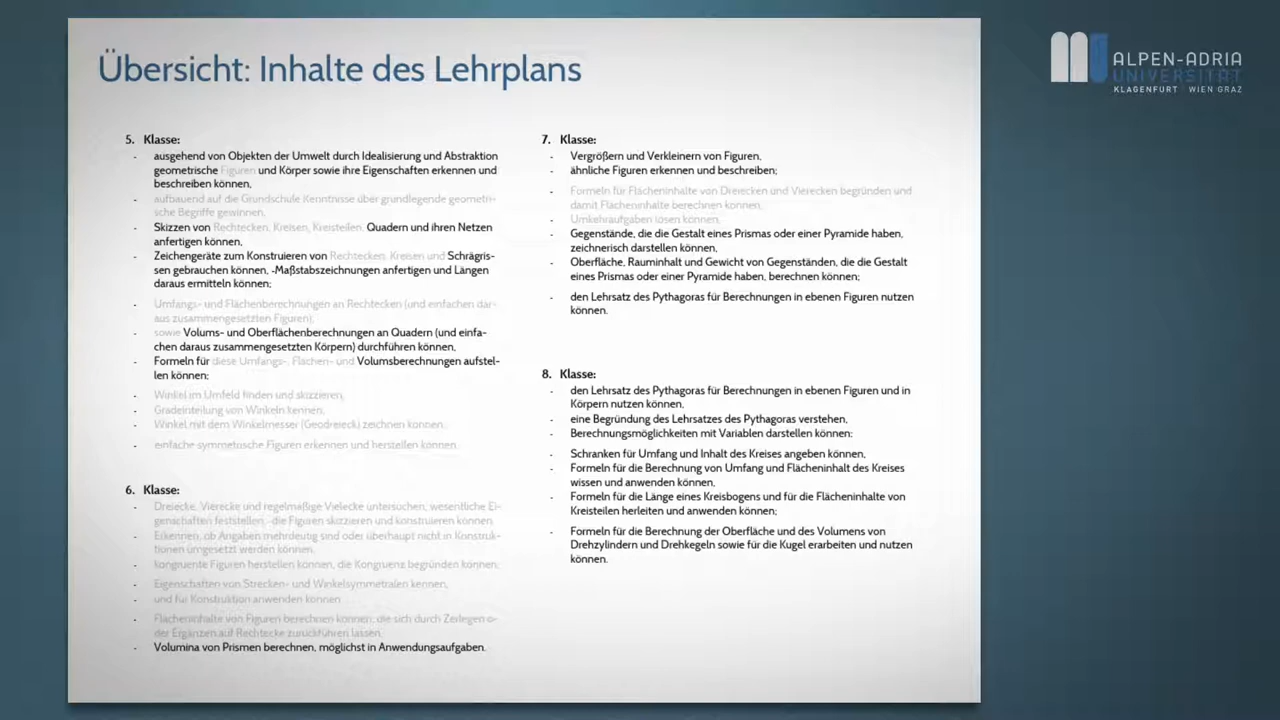 Übersicht: Inhalte des Lehrplans
5. Klasse:
- ausgehend von Objekten der Umwelt durch Idealisierung und Abstraktion
geometrische Figuren und Körper sowie ihre Eigenschaften erkennen und
beschreiben können,
- aufbauend auf die Grundschule Kenntnisse über grundlegende geometri-
sche Begriffe gewinnen,
- Skizzen von Rechtecken, Kreisen, Kreisteilen, Quadern und ihren Netzen
anfertigen können,
- Zeichengeräte zum Konstruieren von Rechtecken, Kreisen und Schrägris-
sen gebrauchen können, -Maßstabszeichnungen anfertigen und Längen
daraus ermitteln können;
- Umfangs- und Flächenberechnungen an Rechtecken (und einfachen dar-
aus zusammengesetzten Figuren),
- sowie Volums- und Oberflächenberechnungen an Quadern (und einfa-
chen daraus zusammengesetzten Körpern) durchführen können,
- Formeln für diese Umfangs-, Flächen- und Volumsberechnungen aufstel-
len können;
- Winkel im Umfeld finden und skizzieren,
- Gradeinteilung von Winkeln kennen,
- Winkel mit dem Winkelmesser (Geodreieck) zeichnen können,
- einfache symmetrische Figuren erkennen und herstellen können.
6. Klasse:
- Dreiecke, Vierecke und regelmäßige Vielecke untersuchen, wesentliche Ei-
genschaften feststellen, -die Figuren skizzieren und konstruieren können
- Erkennen, ob Angaben mehrdeutig sind oder überhaupt nicht in Konstruk-
tionen umgesetzt werden können.
- kongruente Figuren herstellen können, die Kongruenz begründen können;
- Eigenschaften von Strecken- und Winkelsymmetralen kennen,
- und für Konstruktion anwenden können
- Flächeninhalte von Figuren berechnen können, die sich durch Zerlegen o-
der Ergänzen auf Rechtecke zurückführen lassen,
- Volumina von Prismen berechnen, möglichst in Anwendungsaufgaben.
7. Klasse:
- Vergrößern und Verkleinern von Figuren,
- ähnliche Figuren erkennen und beschreiben;
- Formeln für Flächeninhalte von Dreiecken und Vierecken begründen und
damit Flächeninhalte berechnen können,
- Umkehraufgaben lösen können,
- Gegenstände, die die Gestalt eines Prismas oder einer Pyramide haben,
zeichnerisch darstellen können,
- Oberfläche, Rauminhalt und Gewicht von Gegenständen, die die Gestalt
eines Prismas oder einer Pyramide haben, berechnen können;
- den Lehrsatz des Pythagoras für Berechnungen in ebenen Figuren nutzen
können.
8. Klasse:
- den Lehrsatz des Pythagoras für Berechnungen in ebenen Figuren und in
Körpern nutzen können,
- eine Begründung des Lehrsatzes des Pythagoras verstehen,
- Berechnungsmöglichkeiten mit Variablen darstellen können;
- Schranken für Umfang und Inhalt des Kreises angeben können,
- Formeln für die Berechnung von Umfang und Flächeninhalt des Kreises
wissen und anwenden können,
- Formeln für die Länge eines Kreisbogens und für die Flächeninhalte von
Kreisteilen herleiten und anwenden können;
- Formeln für die Berechnung der Oberfläche und des Volumens von
Drehzylindern und Drehkegeln sowie für die Kugel erarbeiten und nutzen
können.
ALPEN-ADRIA
UNIVERSITÄT
KLAGENFURT | WIEN GRAZ